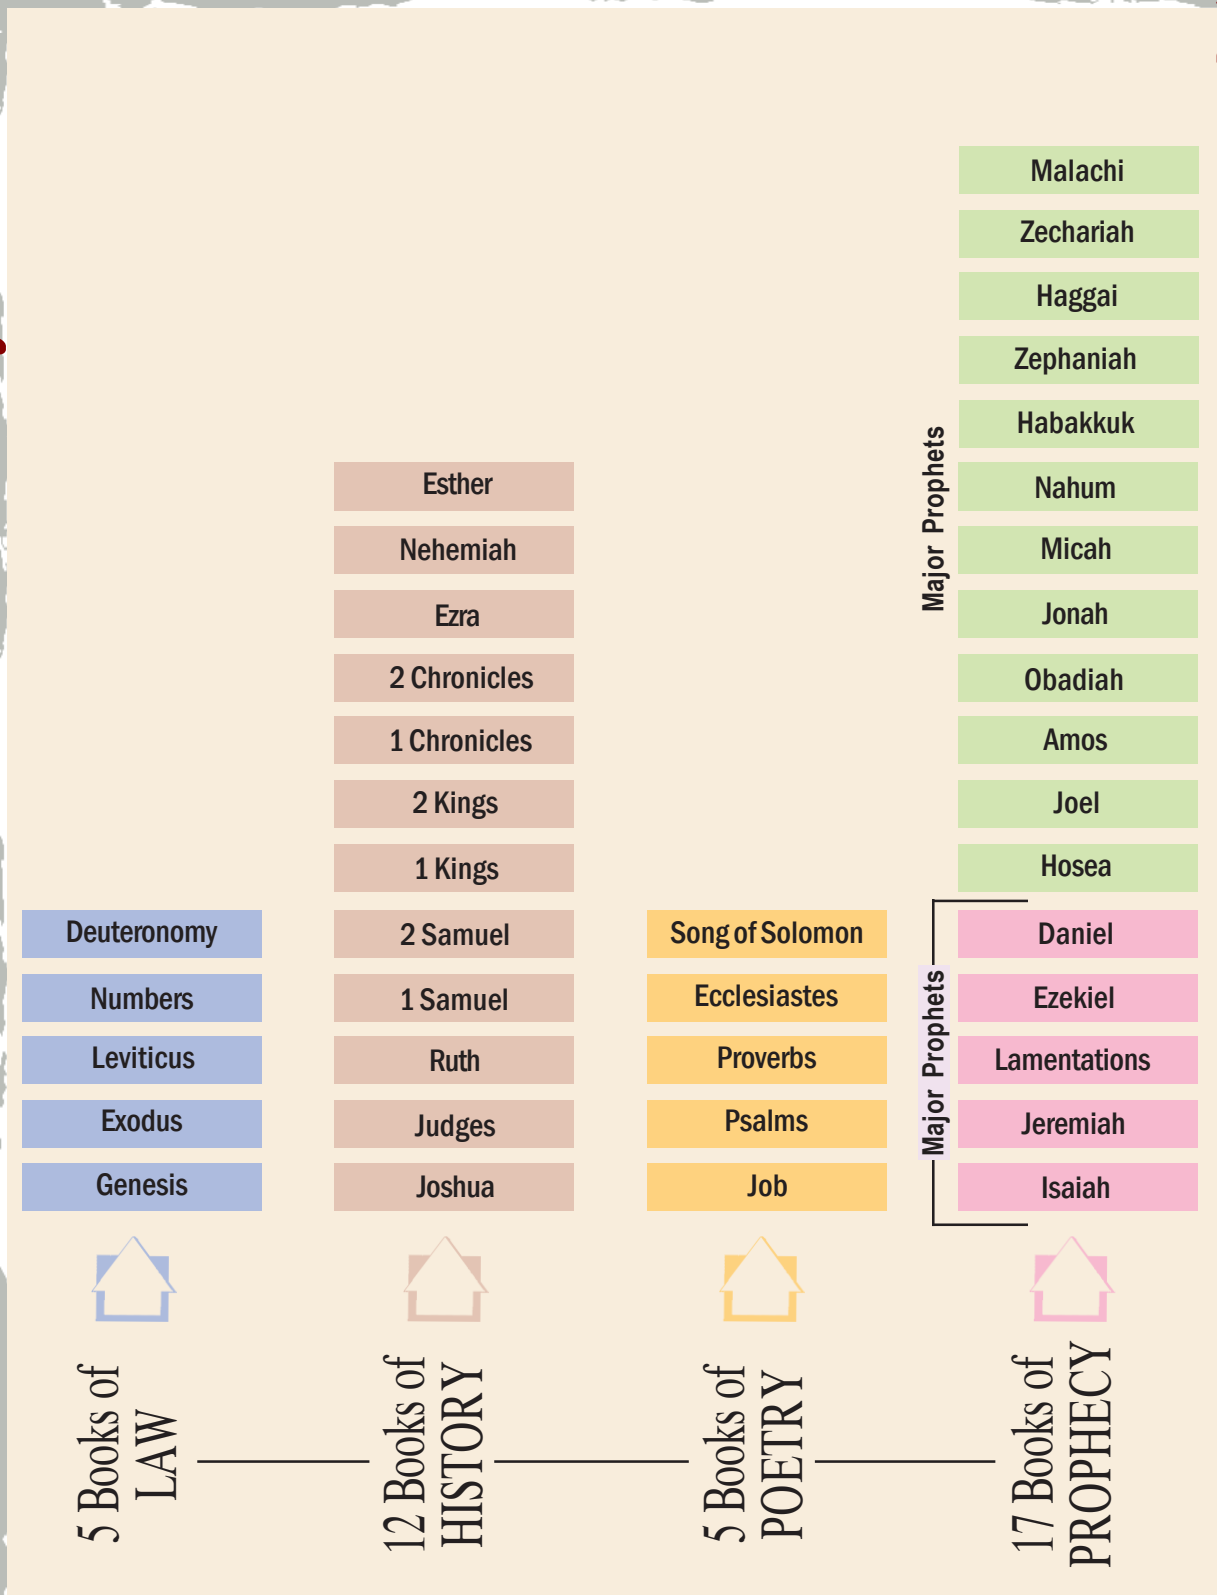 Deuteronomy
Numbers
Leviticus
Exodus
Genesis
5 Books of
LAW
Esther
Nehemiah
Ezra
2 Chronicles
1 Chronicles
2 Kings
1 Kings
2 Samuel
1 Samuel
Ruth
Judges
Joshua
12 Books of
HISTORY
Song of Solomon
Ecclesiastes
Proverbs
Psalms
Job
5 Books of
POETRY
Major Prophets
Malachi
Zechariah
Haggai
Zephaniah
Habakkuk
Nahum
Micah
Jonah
Obadiah
Amos
Joel
Hosea
Major Prophets
Daniel
Ezekiel
Lamentations
Jeremiah
Isaiah
17 Books of
PROPHECY